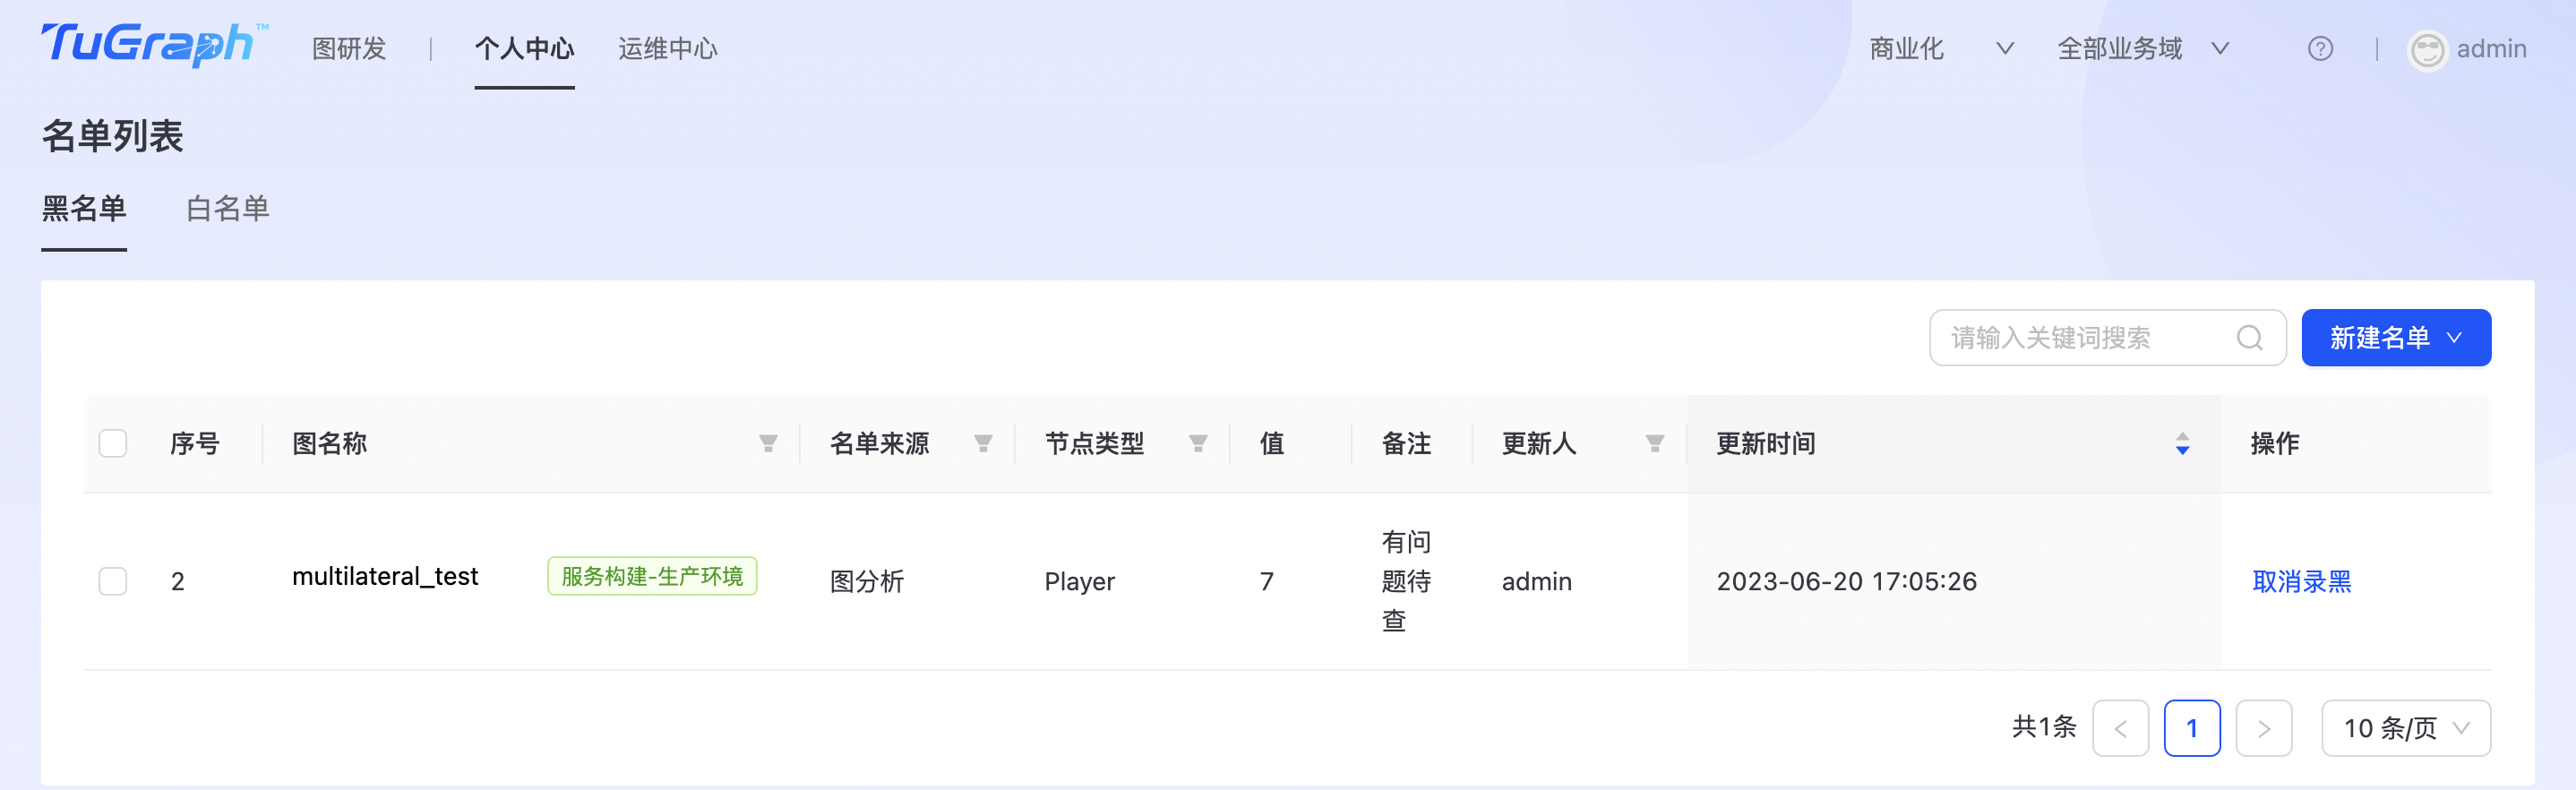 TuGraph™ 图研发 | 个人中心 运维中心 商业化 全部业务域 ? | admin
名单列表
黑名单 白名单
请输入关键词搜索 新建名单
序号 图名称 名单来源 节点类型 值 备注 更新人 更新时间 操作
2 multilateral_test 服务构建-生产环境 图分析 Player 7 有问
题待
查 admin 2023-06-20 17:05:26 取消录黑
共1条 < 1 > 10 条/页